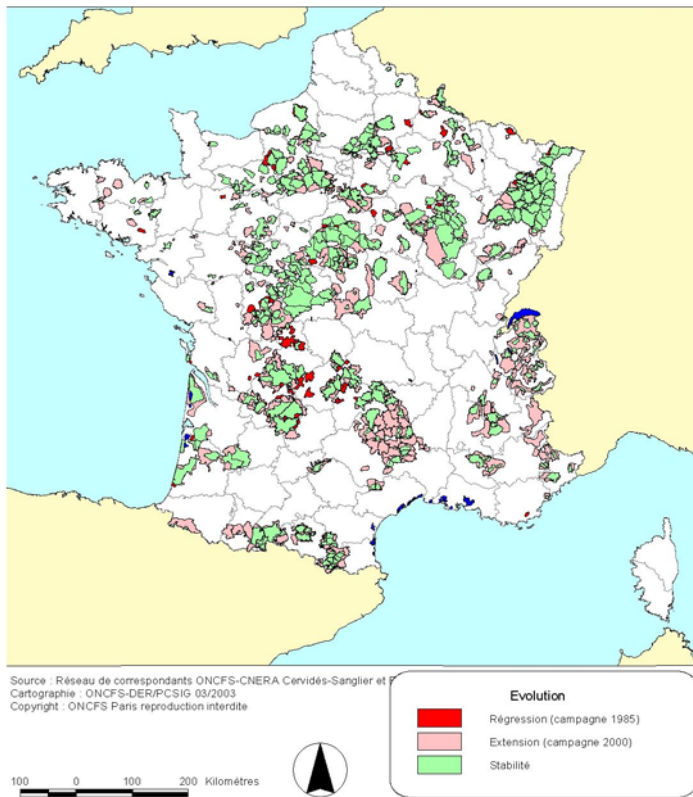 Source : Réseau de correspondants ONCFS-CNERA Cervidés-Sanglier et
Cartographie : ONCFS-DER/PCSIG 03/2003
Copyright : ONCFS Paris reproduction interdite
Evolution
Régression (campagne 1985)
Extension (campagne 2000)
Stabilité
100 0 100 200 Kilomètres